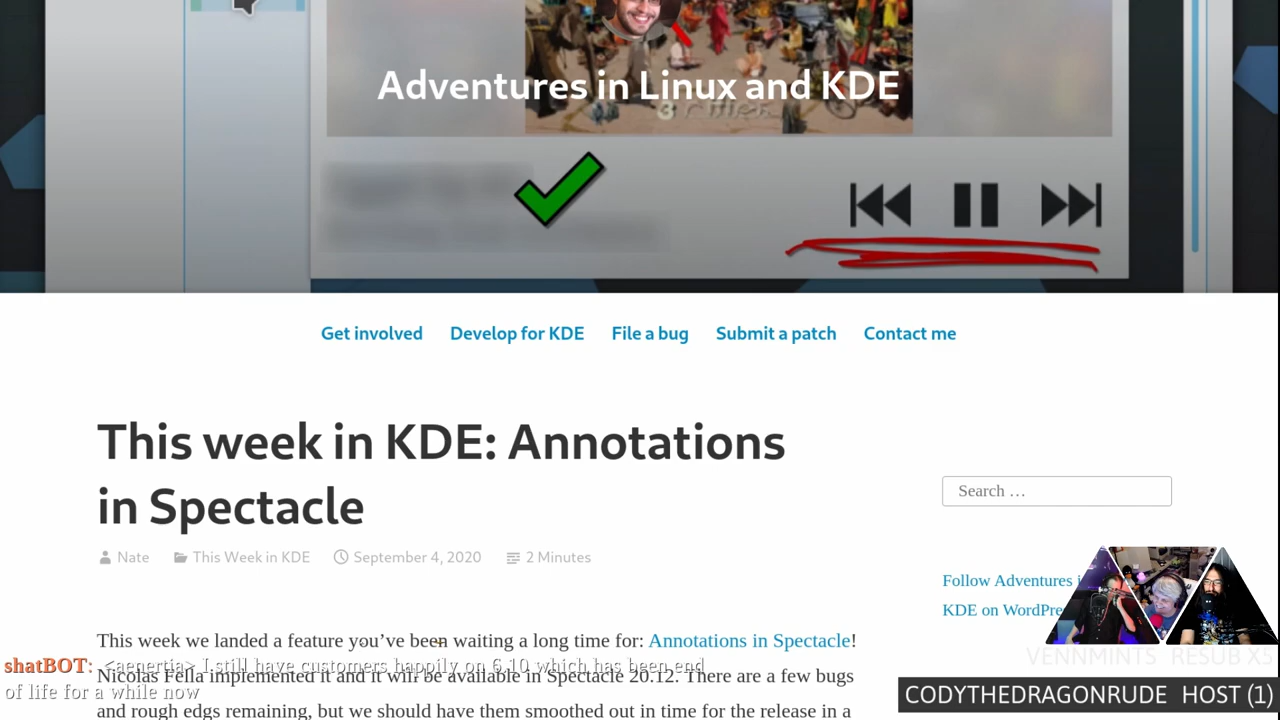 Adventures in Linux and KDE
Get involved Develop for KDE File a bug Submit a patch Contact me
This week in KDE: Annotations
in Spectacle
Nate This Week in KDE September 4, 2020 2 Minutes
Search …
Follow Adventures i
KDE on WordPre
This week we landed a feature you’ve been waiting a long time for: Annotations in Spectacle!
shatBOT: <aenertia> I still have customers happily on 6.10 which has been end
of life for a while now
Nicolas Fella implemented it and it will be available in Spectacle 20.12. There are a few bugs
and rough edgs remaining, but we should have them smoothed out in time for the release in a
VENNMINTS RESUB X5
CODYTHEDRAGONRUDE HOST (1)